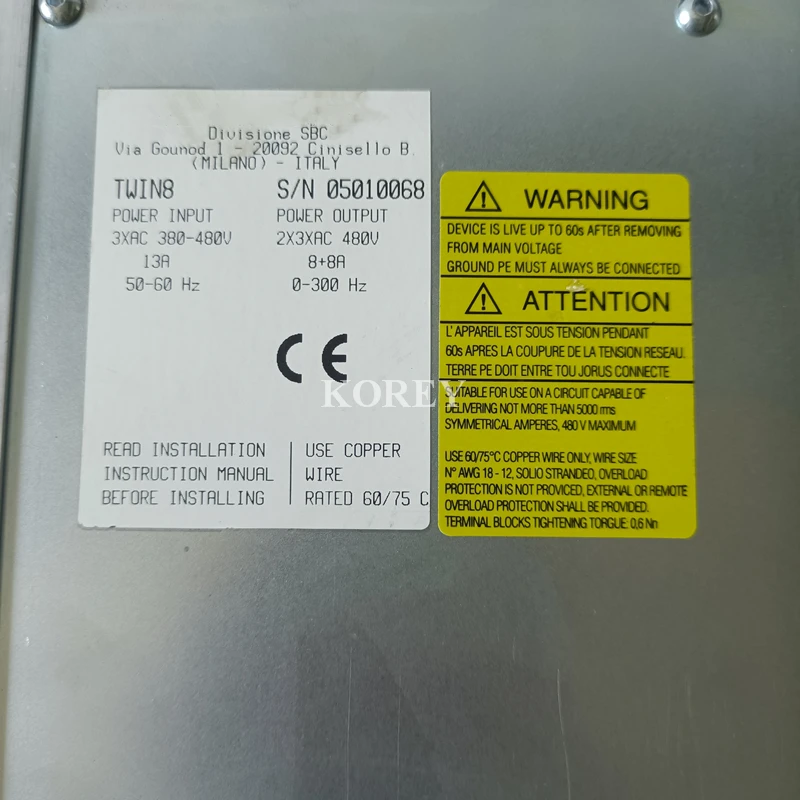 Divisione SBC
Via Gounod 1 - 20092 Cinisello B.
(MILANO) - ITALY
TWIN8 S/N 05010068
POWER INPUT POWER OUTPUT
3XAC 380-480V 2X3XAC 480V
13A 8+8A
50-60 Hz 0-300 Hz
CE
READ INSTALLATION USE COPPER
INSTRUCTION MANUAL WIRE
BEFORE INSTALLING RATED 60/75 C
WARNING
DEVICE IS LIVE UP TO 60s AFTER REMOVING
FROM MAIN VOLTAGE
GROUND PE MUST ALWAYS BE CONNECTED
ATTENTION
L'APPAREIL EST SOUS TENSION PENDANT
60s APRES LA COUPURE DE LA TENSION RESEAU.
TERRE PE DOIT ENTRE TOU JORUS CONNECTE
SUITABLE FOR USE ON A CIRCUIT CAPABLE OF
DELIVERING NOT MORE THAN 5000 rms
SYMMETRICAL AMPERES, 480 V MAXIMUM
USE 60/75°C COPPER WIRE ONLY, WIRE SIZE
N° AWG 18 - 12, SOLIO STRANDEO, OVERLOAD
PROTECTION IS NOT PROVIDED, EXTERNAL OR REMOTE
OVERLOAD PROTECTION SHALL BE PROVIDED.
TERMINAL BLOCKS TIGHTENING TORGUE: 0,6 Nn
KOREY